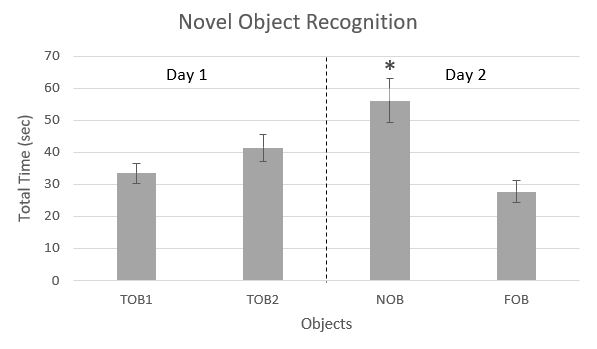 Novel Object Recognition
70
60
50
40
30
20
10
0
Total Time (sec)
Day 1
*
Day 2
TOB1
TOB2
NOB
FOB
Objects